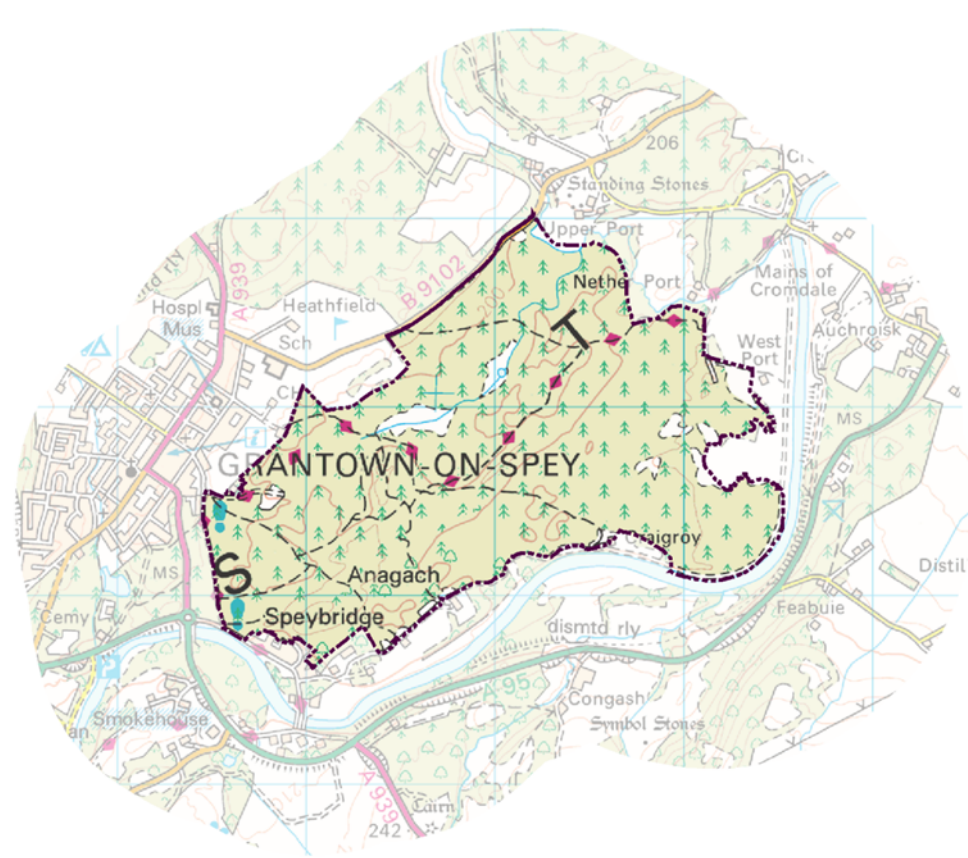 206
Standing Stones
Upper Port
Nether Port
A 939
B 9102
Mains of
Cromdale
Hospl
Mus
Heathfield
T
Auchroisk
Sch
West
Port
MS
GRANTOWN-ON-SPEY
Craigroy
S
MS
Anagach
Distil
Cemy
Speybridge
Feabuie
dismtd rly
A 95
Congash
Smokehouse
Symbol Stones
A 939
Cairn
242